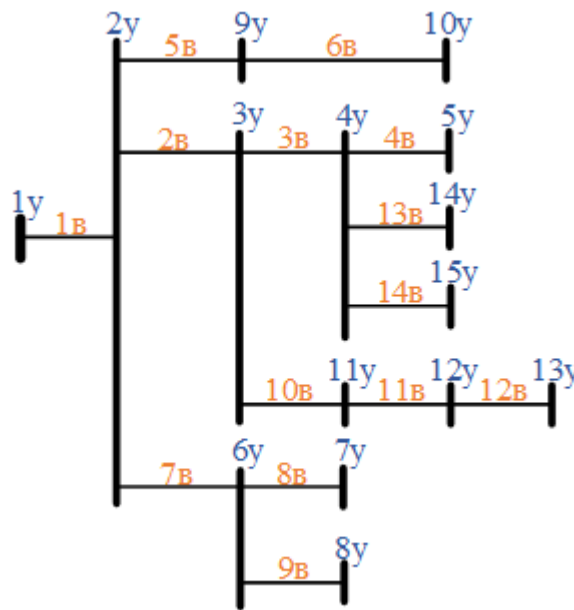 2у 9у 10у
5в 6в
3у 4у 5у
2в 3в 4в
1у 14у
1в 13в
15у
14в
11у 12у 13у
10в 11в 12в
6у 7у
7в 8в
8у
9в